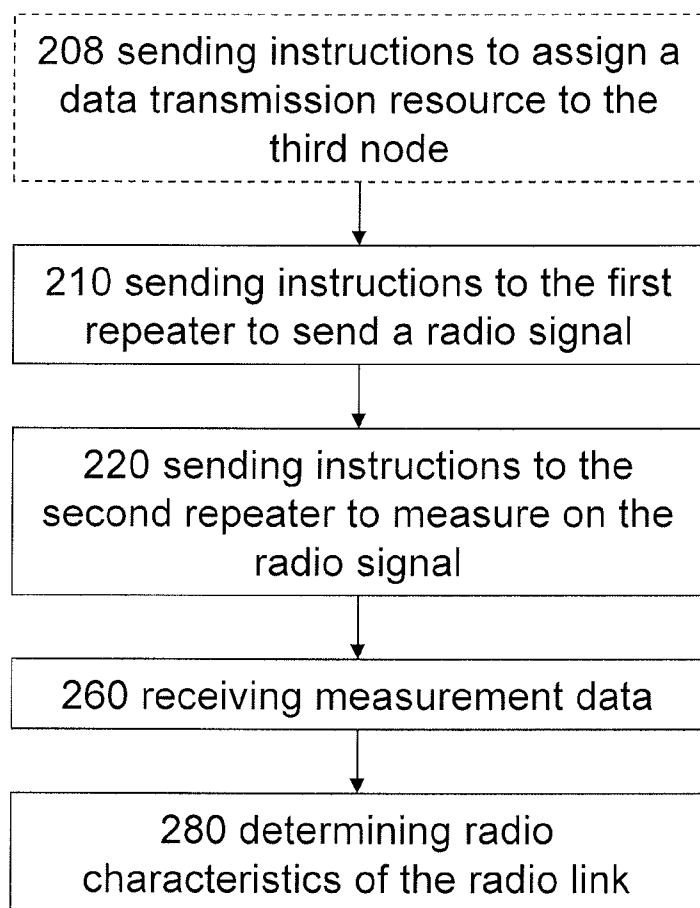 208 sending instructions to assign a
data transmission resource to the
third node
210 sending instructions to the first
repeater to send a radio signal
220 sending instructions to the
second repeater to measure on the
radio signal
260 receiving measurement data
280 determining radio
characteristics of the radio link